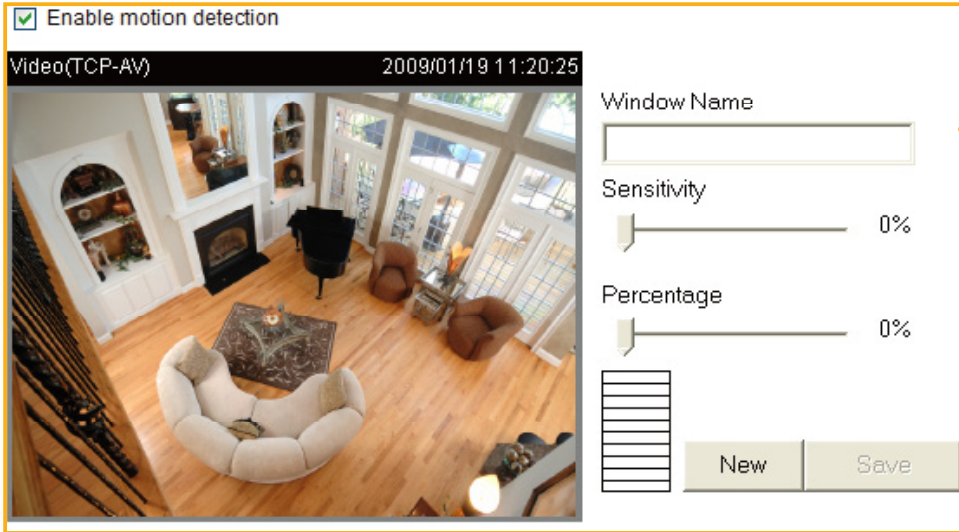 Enable motion detection
Video(TCP-AV) 2009/01/19 11:20:25
Window Name
Sensitivity
0%
Percentage
0%
New Save